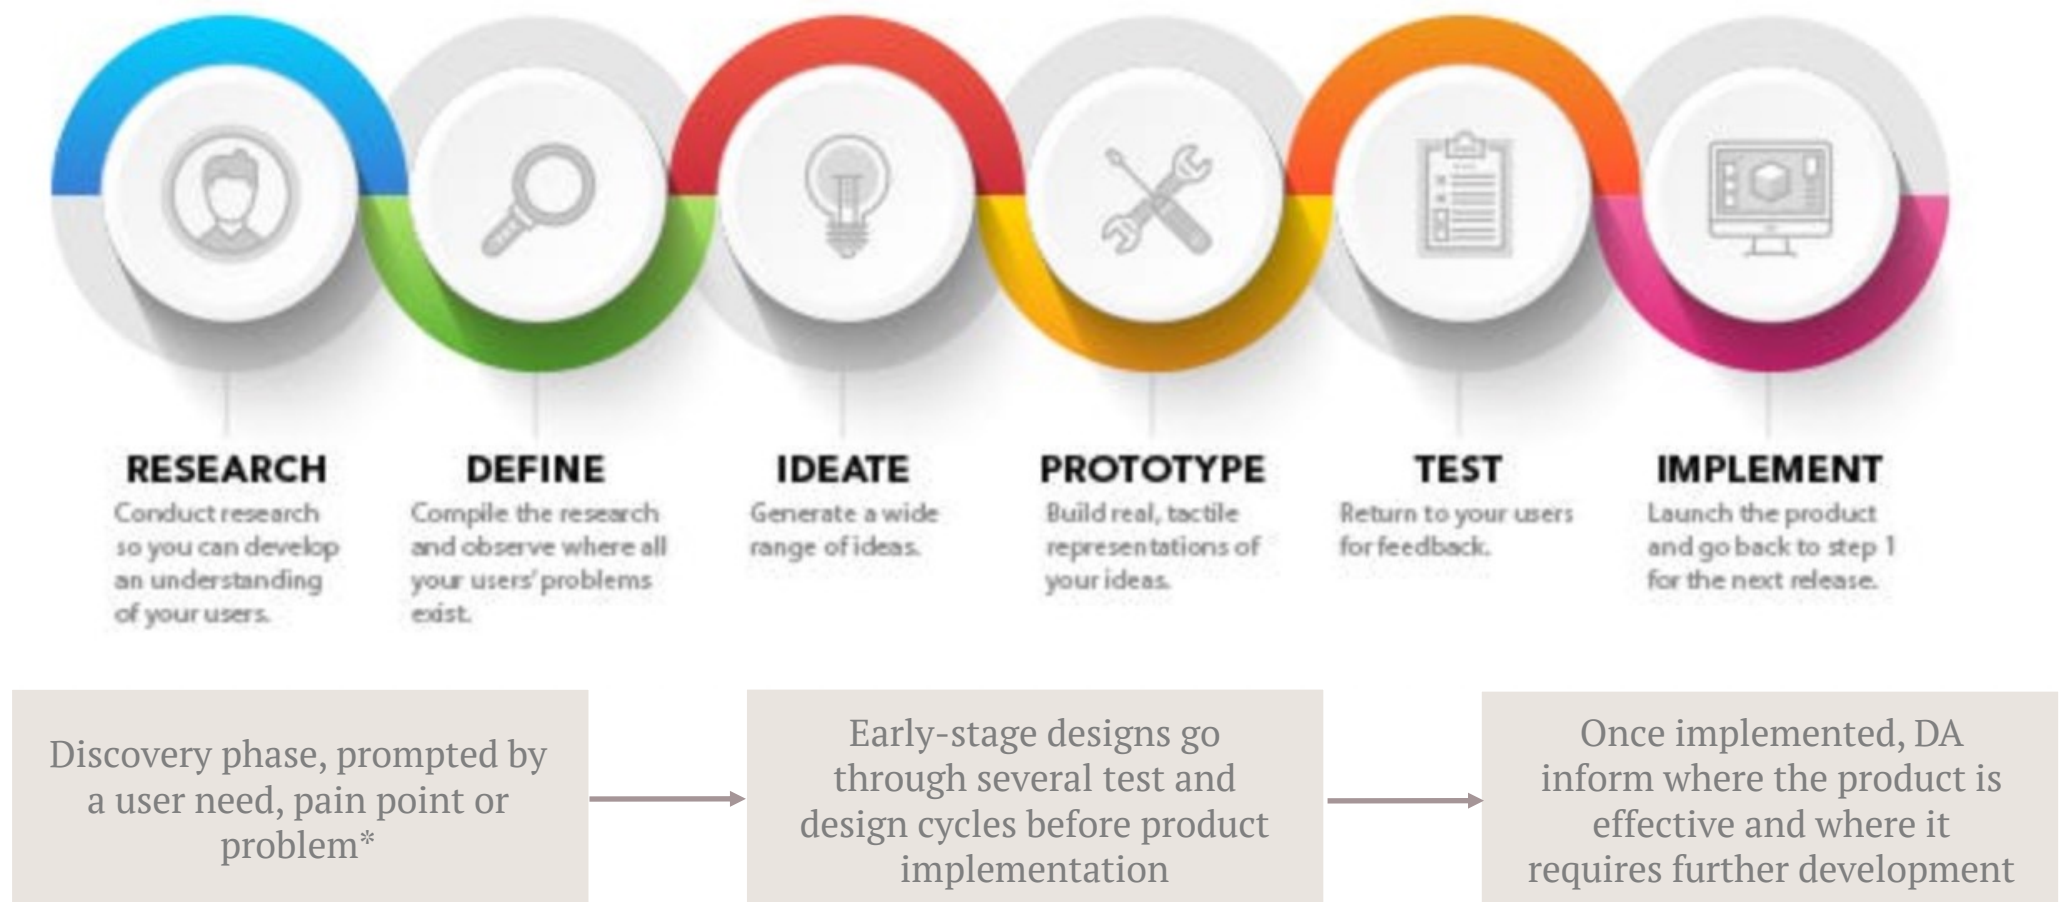 RESEARCH
Conduct research
so you can develop
an understanding
of your users.
DEFINE
Compile the research
and observe where all
your users' problems
exist.
IDEATE
Generate a wide
range of ideas.
PROTOTYPE
Build real, tactile
representations of
your ideas.
TEST
Return to your users
for feedback.
IMPLEMENT
Launch the product
and go back to step 1
for the next release.
Discovery phase, prompted by
a user need, pain point or
problem*
Early-stage designs go
through several test and
design cycles before product
implementation
Once implemented, DA
inform where the product is
effective and where it
requires further development